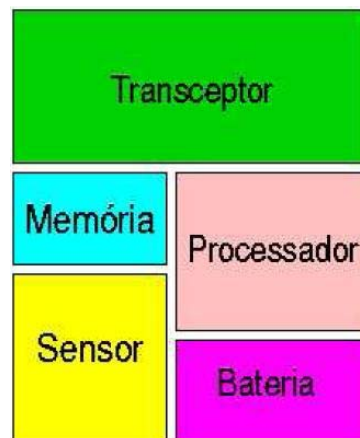 Transceptor
Memória
Processador
Sensor
Bateria